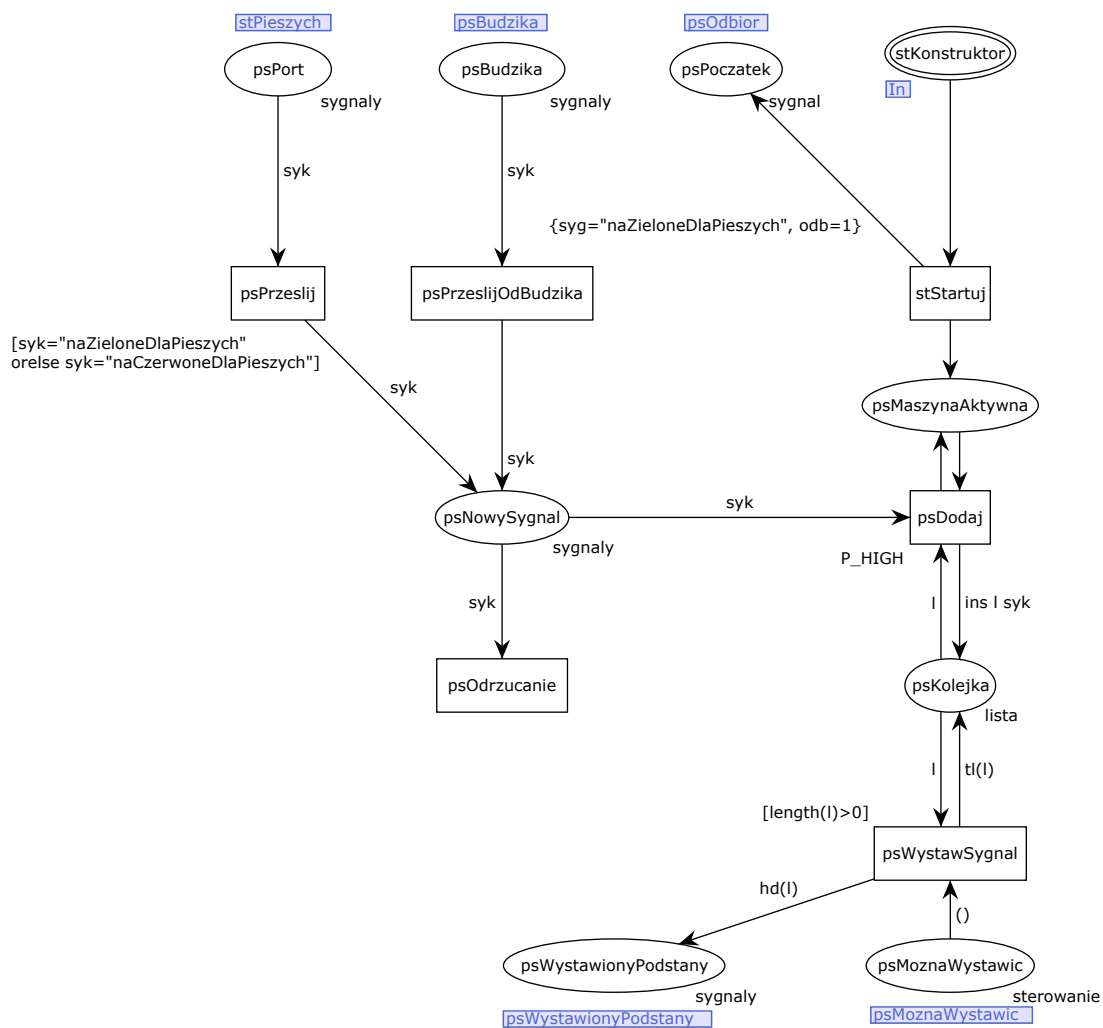 stPieszych
psBudzika
psOdbior
psPort
psBudzika
psPoczatek
stKonstruktor
In
sygnaly
sygnaly
sygnal
syk
syk
{syg="naZieloneDlaPieszych", odb=1}
psPrzeslij
psPrzeslijOdBudzika
stStartuj
[syk="naZieloneDlaPieszych"
orelse syk="naCzerwoneDlaPieszych"]
syk
psMaszynaAktywna
syk
psNowySygnal
syk
psDodaj
sygnaly
P_HIGH
syk
l
ins l syk
psOdrzucanie
psKolejka
lista
l
tl(l)
[length(l)>0]
psWystawSygnal
hd(l)
()
psWystawionyPodstany
psMoznaWystawic
sygnaly
sterowanie
psWystawionyPodstany
psMoznaWystawic